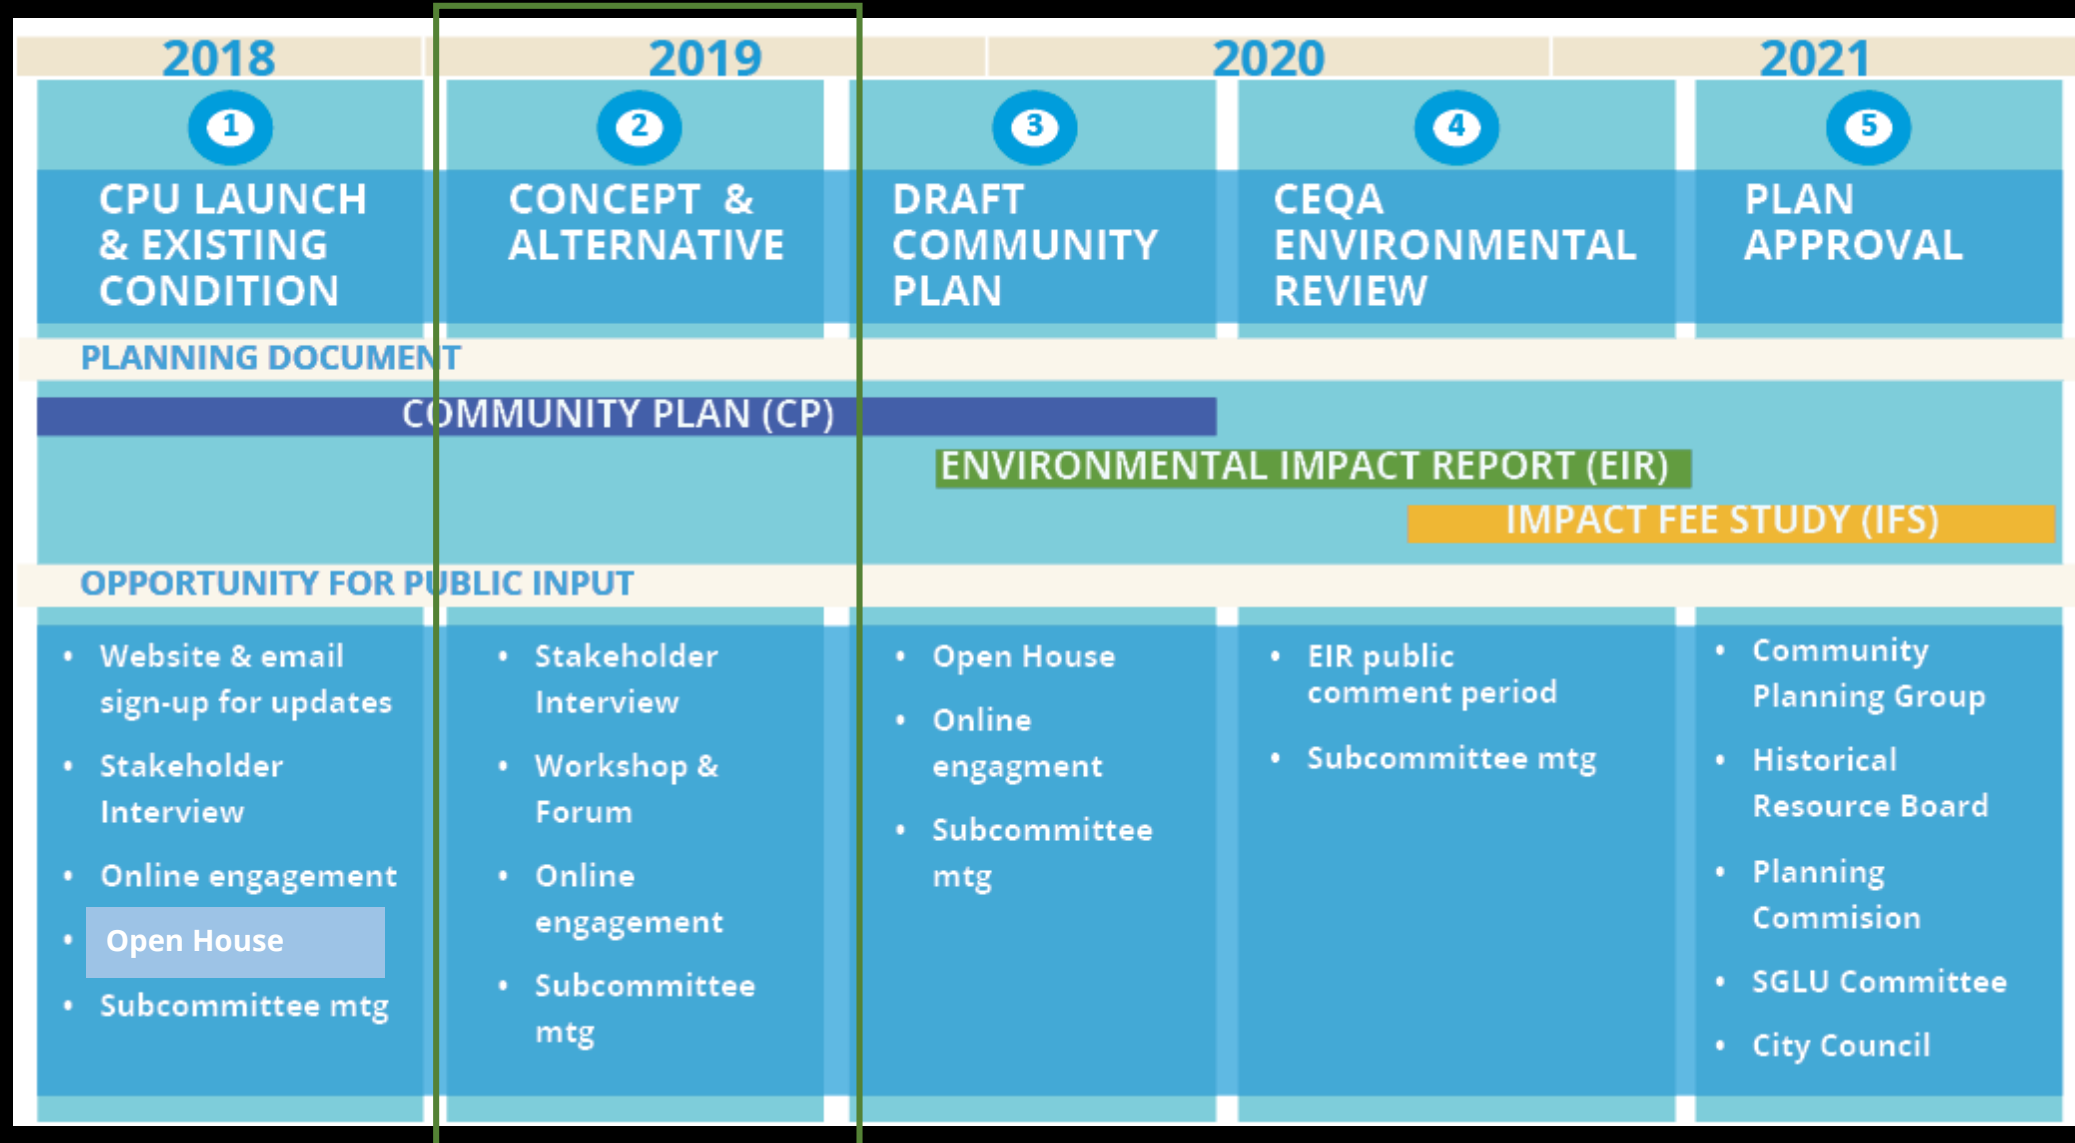 2018 2019 2020 2021
1 2 3 4 5
CPU LAUNCH
& EXISTING
CONDITION
CONCEPT &
ALTERNATIVE
DRAFT
COMMUNITY
PLAN
CEQA
ENVIRONMENTAL
REVIEW
PLAN
APPROVAL
PLANNING DOCUMENT
COMMUNITY PLAN (CP)
ENVIRONMENTAL IMPACT REPORT (EIR)
IMPACT FEE STUDY (IFS)
OPPORTUNITY FOR PUBLIC INPUT
• Website & email
sign-up for updates
• Stakeholder
Interview
• Online engagement
• Open House
• Subcommittee mtg
• Stakeholder
Interview
• Workshop &
Forum
• Online
engagement
• Subcommittee
mtg
• Open House
• Online
engagment
• Subcommittee
mtg
• EIR public
comment period
• Subcommittee mtg
• Community
Planning Group
• Historical
Resource Board
• Planning
Commision
• SGLU Committee
• City Council